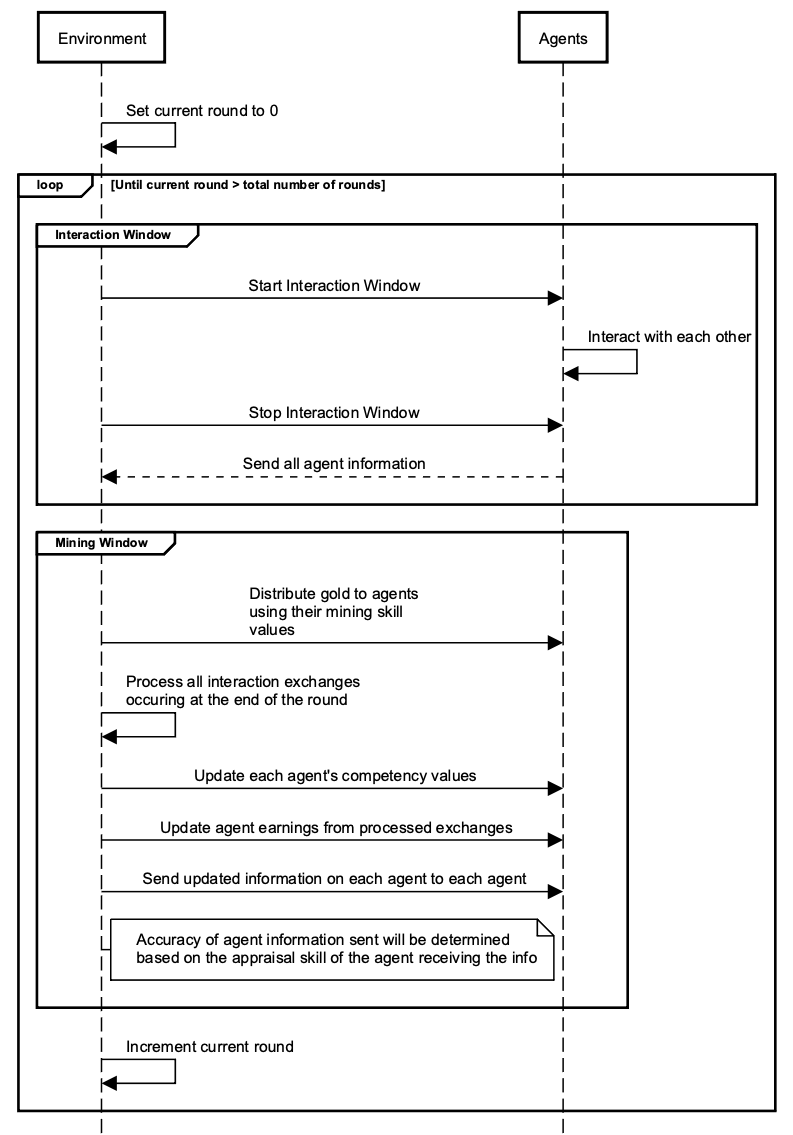 Environment
Agents
Set current round to 0
loop
[Until current round > total number of rounds]
Interaction Window
Start Interaction Window
Interact with each other
Stop Interaction Window
Send all agent information
Mining Window
Distribute gold to agents
using their mining skill
values
Process all interaction exchanges
occuring at the end of the round
Update each agent's competency values
Update agent earnings from processed exchanges
Send updated information on each agent to each agent
Accuracy of agent information sent will be determined
based on the appraisal skill of the agent receiving the info
Increment current round